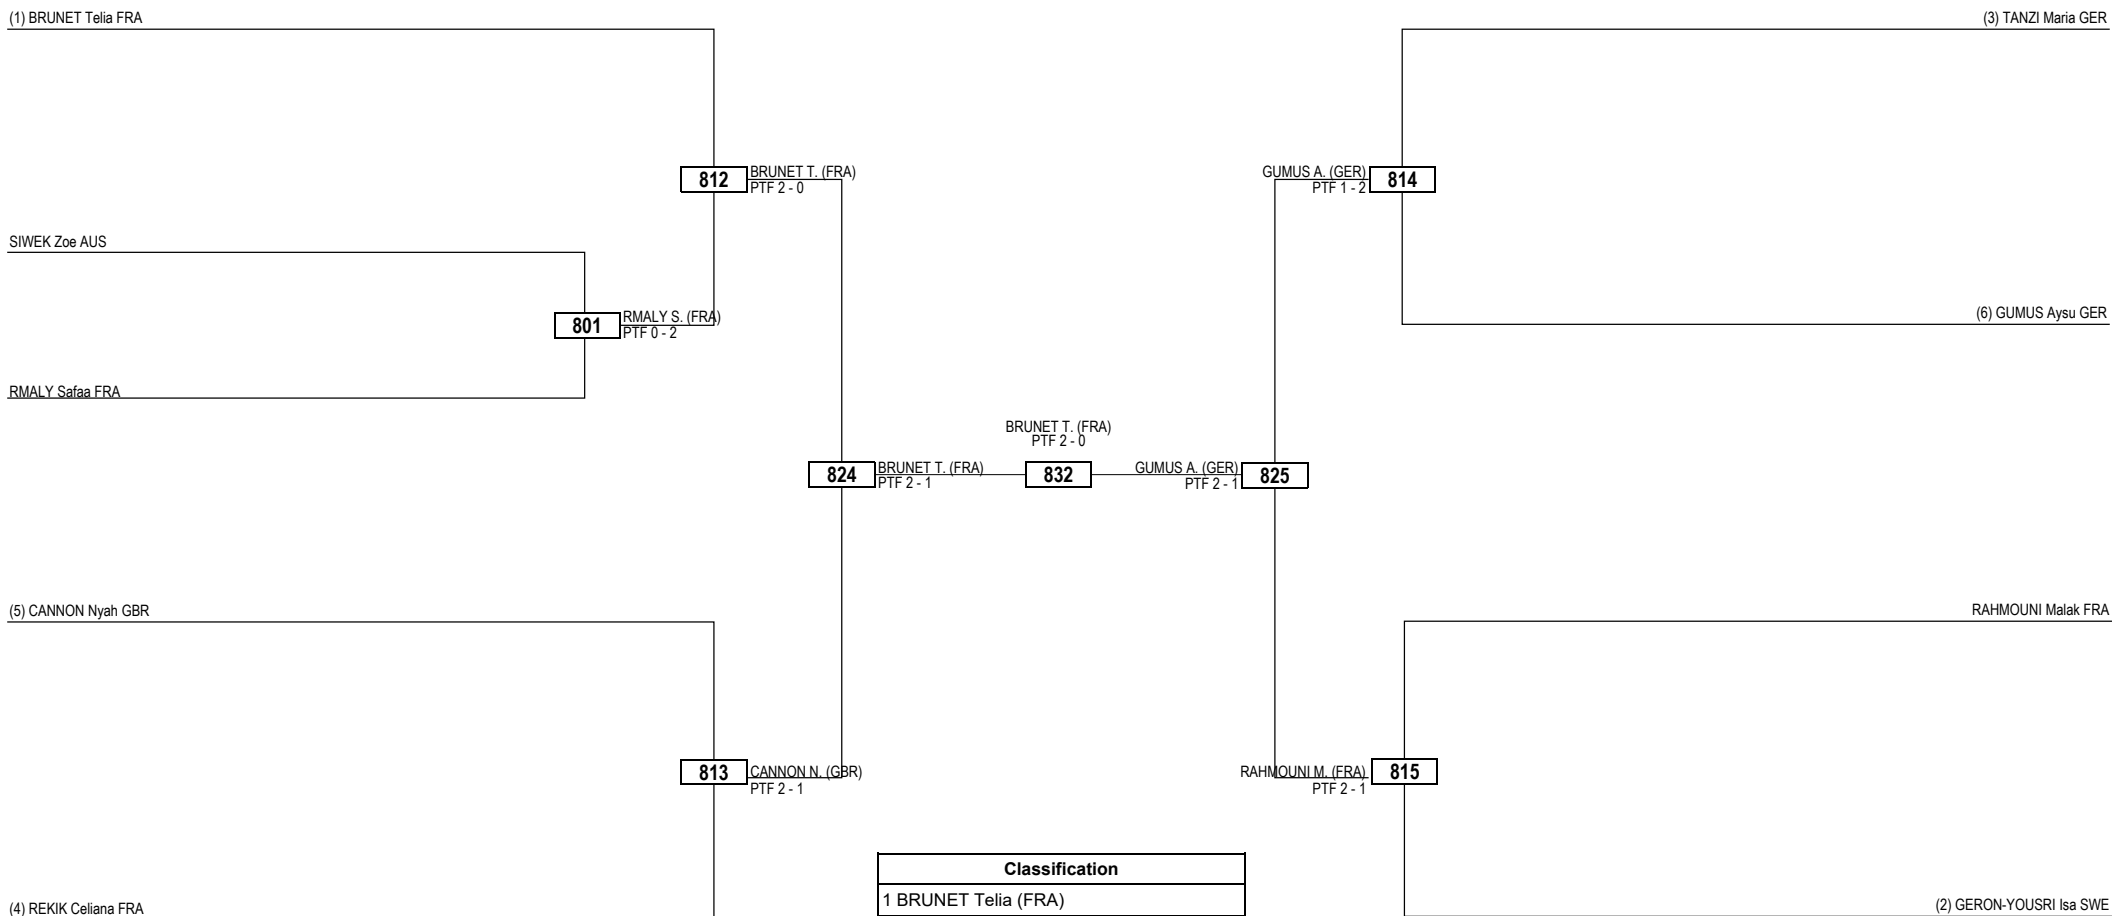 (1) BRUNET Telia FRA
(3) TANZI Maria GER
812
BRUNET T. (FRA)
PTF 2 - 0
GUMUS A. (GER)
PTF 1 - 2
814
SIWEK Zoe AUS
801
RMALY S. (FRA)
PTF 0 - 2
(6) GUMUS Aysu GER
RMALY Safaa FRA
BRUNET T. (FRA)
PTF 2 - 0
824
BRUNET T. (FRA)
PTF 2 - 1
832
GUMUS A. (GER)
PTF 2 - 1
825
(5) CANNON Nyah GBR
RAHMOUNI Malak FRA
813
CANNON N. (GBR)
PTF 2 - 1
RAHMOUNI M. (FRA)
PTF 2 - 1
815
Classification
1 BRUNET Telia (FRA)
(4) REKIK Celiana FRA
(2) GERON-YOUSRI Isa SWE